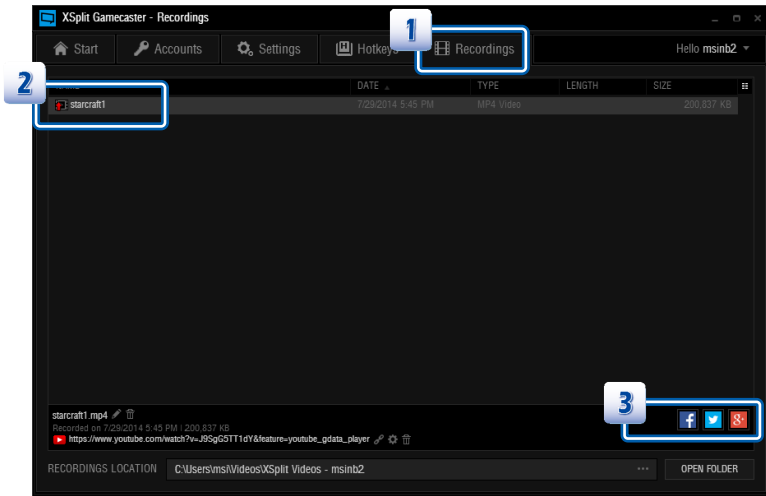 XSplit Gamecaster - Recordings
1
Start
Accounts
Settings
Hotkeys
Recordings
Hello msinb2
2
DATE
TYPE
LENGTH
SIZE
starcraft1
7/29/2014 5:45 PM
MP4 Video
200,837 KB
3
starcraft1.mp4
Recorded on 7/29/2014 5:45 PM | 200,837 KB
https://www.youtube.com/watch?v=J9SgG5TT1dY&feature=youtube_gdata_player
RECORDINGS LOCATION
C:\Users\msi\Videos\XSplit Videos - msinb2
...
OPEN FOLDER